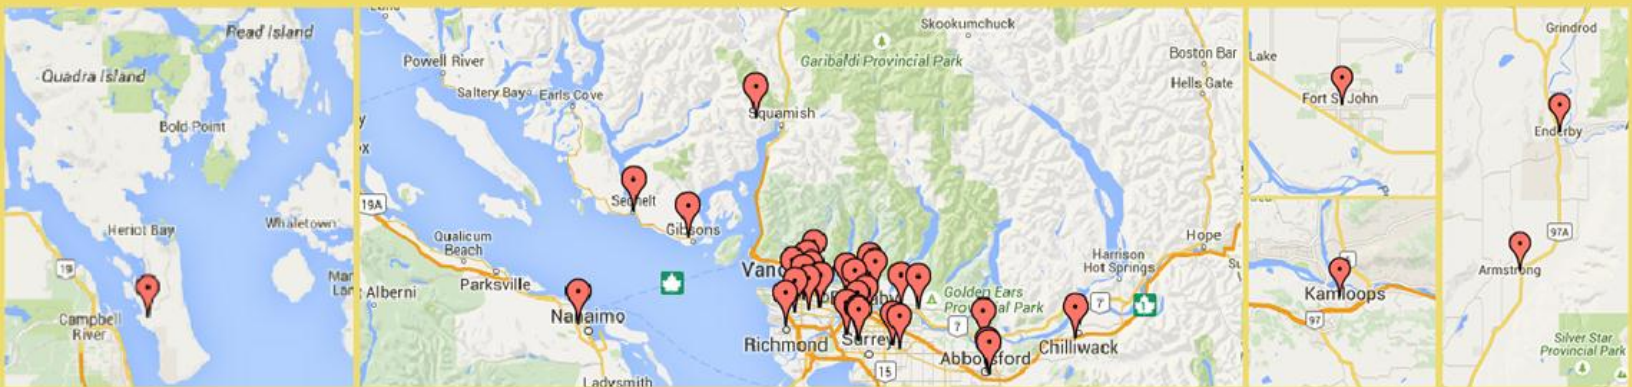 Read Island
Quadra Island
Bold Point
Heriot Bay
Whaletown
19
Campbell
River
Skookumchuck
Boston Bar
Powell River
Garibaldi Provincial Park
Hells Gate
Saltery Bay
Earls Cove
Squamish
19A
Sechelt
Gibsons
Qualicum
Beach
Hope
Harrison
Hot Springs
Parksville
Alberni
Golden Ears
Park
7
1
7
Nanaimo
Richmond
Surrey
Abbotsford
Chilliwack
15
Ladysmith
Lake
Fort St John
Kamloops
97
Grindrod
Enderby
97A
Armstrong
Silver Star
Provincial Park